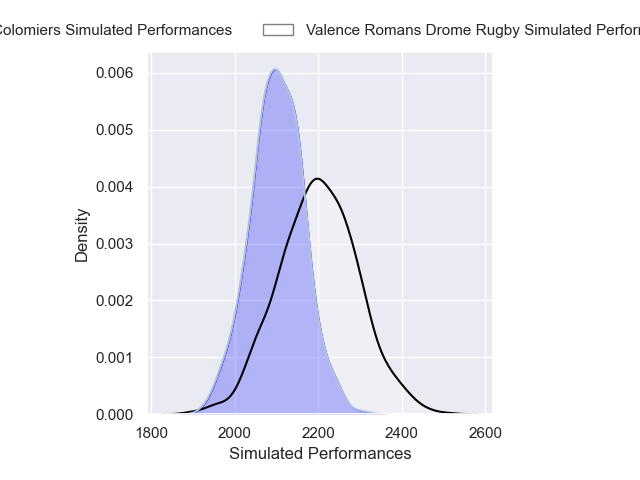 Colomiers Simulated Performances
Valence Romans Drome Rugby Simulated Perfor
0.006
0.005
0.004
0.003
0.002
0.001
0.000
Density
1800 2000 2200 2400 2600
Simulated Performances